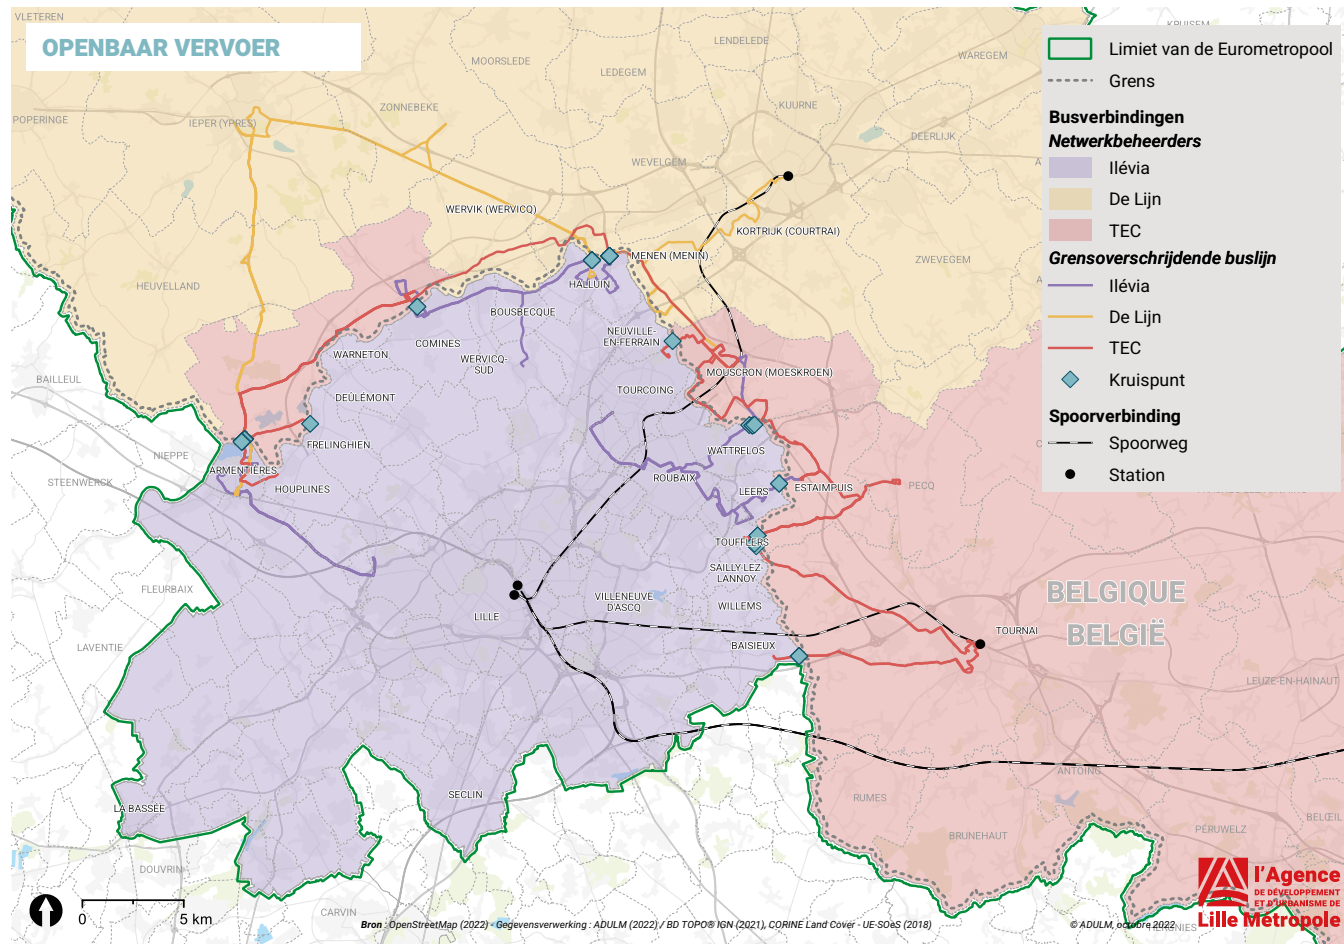 VLETEREN
OPENBAAR VERVOER
LENDELEDE
KRUISEM
WAREGEM
MOORSLEDE
LEDEGEM
ZONNEBEKE
KUURNE
POPERINGE
IEPER (YPRES)
DEERLIJK
WEVELGEM
WERVIK (WERVICQ)
KORTRIJK (COURTRAI)
MENEN (MENIN)
ZWEVEGEM
HEUVELLAND
HALLUIN
BOUSBECQUE
NEUVILLE-
EN-FERRAIN
COMINES
WARNETON
WERVICQ-
SUD
MOUSCRON (MOESKROEN)
BAILLEUL
TOURCOING
DEÛLÉMONT
FRELINGHIEN
WATTRELOS
NIEPPE
ARMENTIÈRES
STEENWERCK
HOUPLINES
ROUBAIX
LEERS
ESTAIMPUIS
PECQ
TOUFFLERS
SAILLY-LEZ-
LANNOY
FLEURBAIX
VILLENEUVE
D'ASCQ
WILLEMS
BELGIQUE
BELGIË
LILLE
TOURNAI
LAVENTIE
BAISIEUX
LEUZE-EN-HAINAUT
ANTOING
SECLIN
LA BASSÉE
RUMES
BELŒIL
PÉRUWELZ
BRUNEHAUT
DOUVRIN
CARVIN
Limiet van de Eurometropool
Grens
Busverbindingen
Netwerkbeheerders
Ilévia
De Lijn
TEC
Grensoverschrijdende buslijn
Ilévia
De Lijn
TEC
Kruispunt
Spoorverbinding
Spoorweg
Station
0 5 km
Bron : OpenStreetMap (2022) - Gegevensverwerking : ADULM (2022) / BD TOPO® IGN (2021), CORINE Land Cover - UE-SOeS (2018)
© ADULM, octobre 2022
l'Agence
DE DÉVELOPPEMENT
ET D'URBANISME DE
Lille Métropole